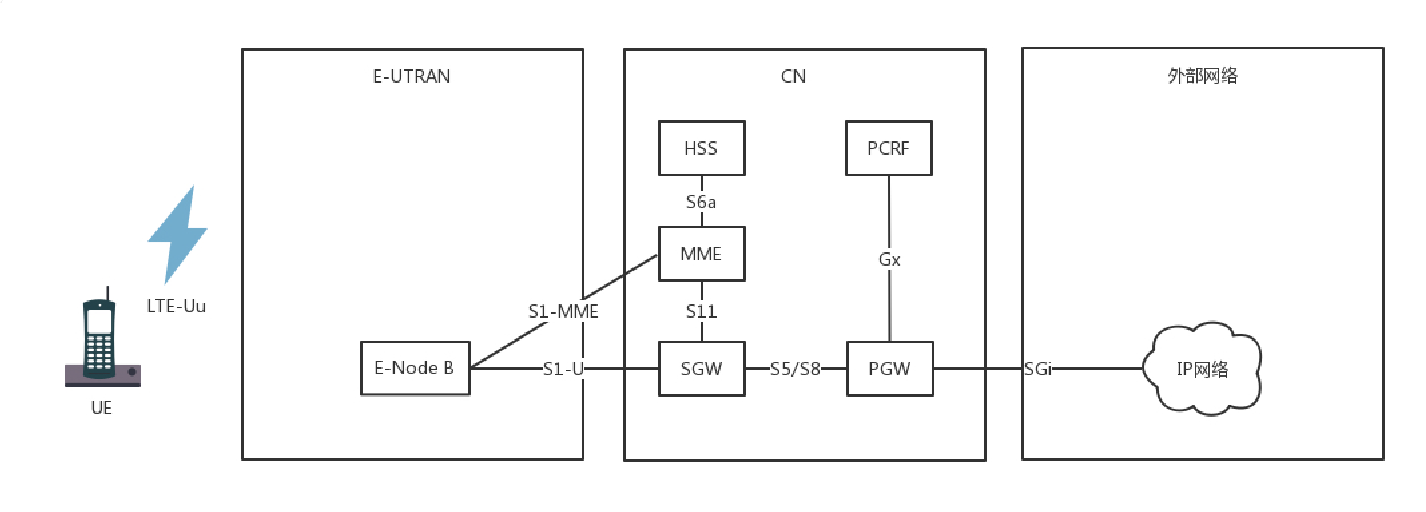 E-UTRAN
CN
外部网络
HSS
PCRF
S6a
MME
Gx
LTE-Uu
S1-MME
S11
E-Node B
S1-U
SGW
S5/S8
PGW
SGi
IP网络
UE